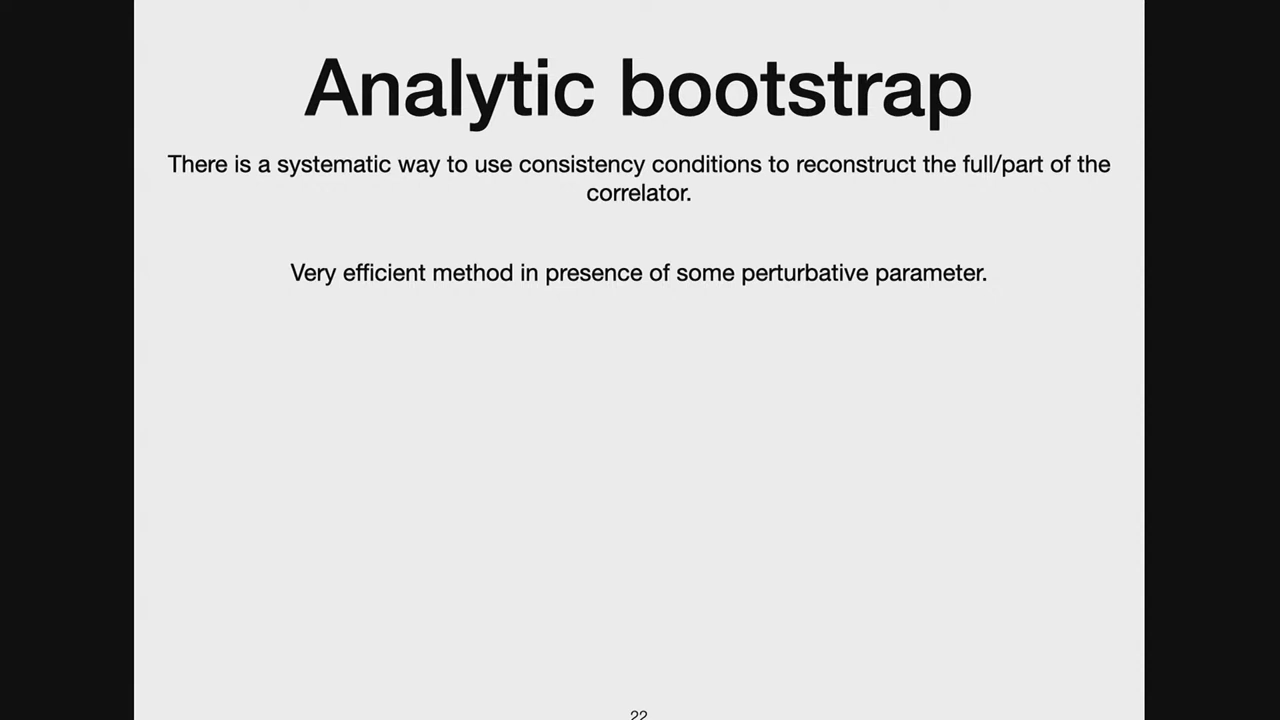 Analytic bootstrap
There is a systematic way to use consistency conditions to reconstruct the full/part of the
correlator.
Very efficient method in presence of some perturbative parameter.
22